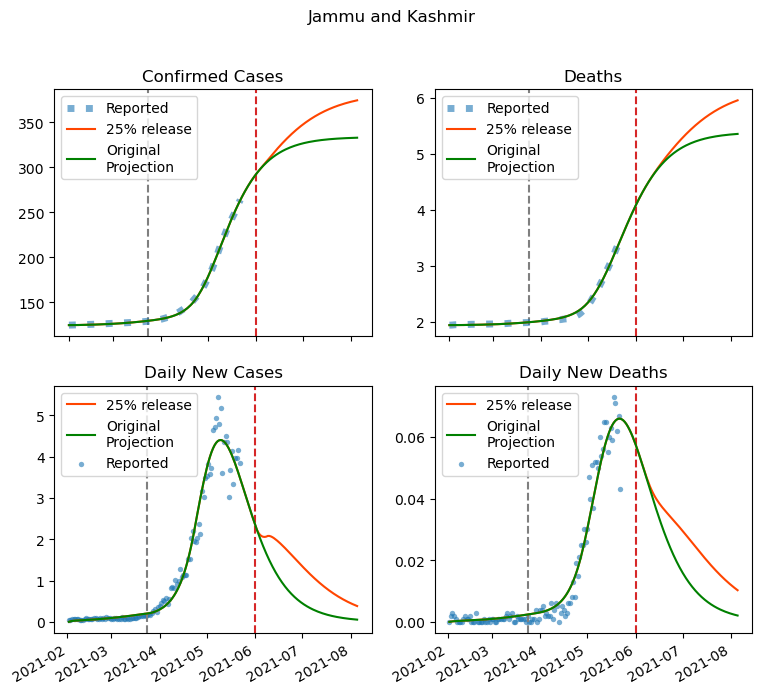 Jammu and Kashmir
Confirmed Cases
350
300
250
200
150
Reported
25% release
Original
Projection
Deaths
6
5
4
3
2
Reported
25% release
Original
Projection
Daily New Cases
5
4
3
2
1
0
25% release
Original
Projection
Reported
2021-02
2021-03
2021-04
2021-05
2021-06
2021-07
2021-08
Daily New Deaths
0.06
0.04
0.02
0.00
25% release
Original
Projection
Reported
2021-02
2021-03
2021-04
2021-05
2021-06
2021-07
2021-08